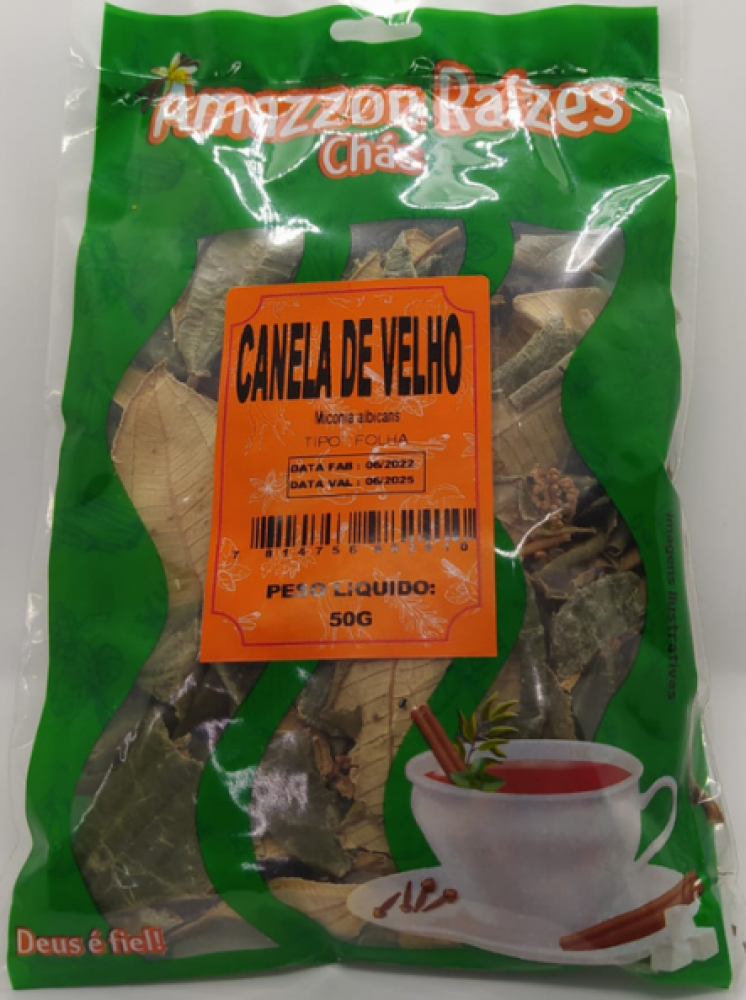 Amazzon Raízes
Chás
CANELA DE VELHO
Miconia albicans
TIPO : FOLHA
DATA FAB : 06/2022
DATA VAL : 06/2025
PESO LIQUIDO:
50G
imagens ilustrativas
Deus é fiel!